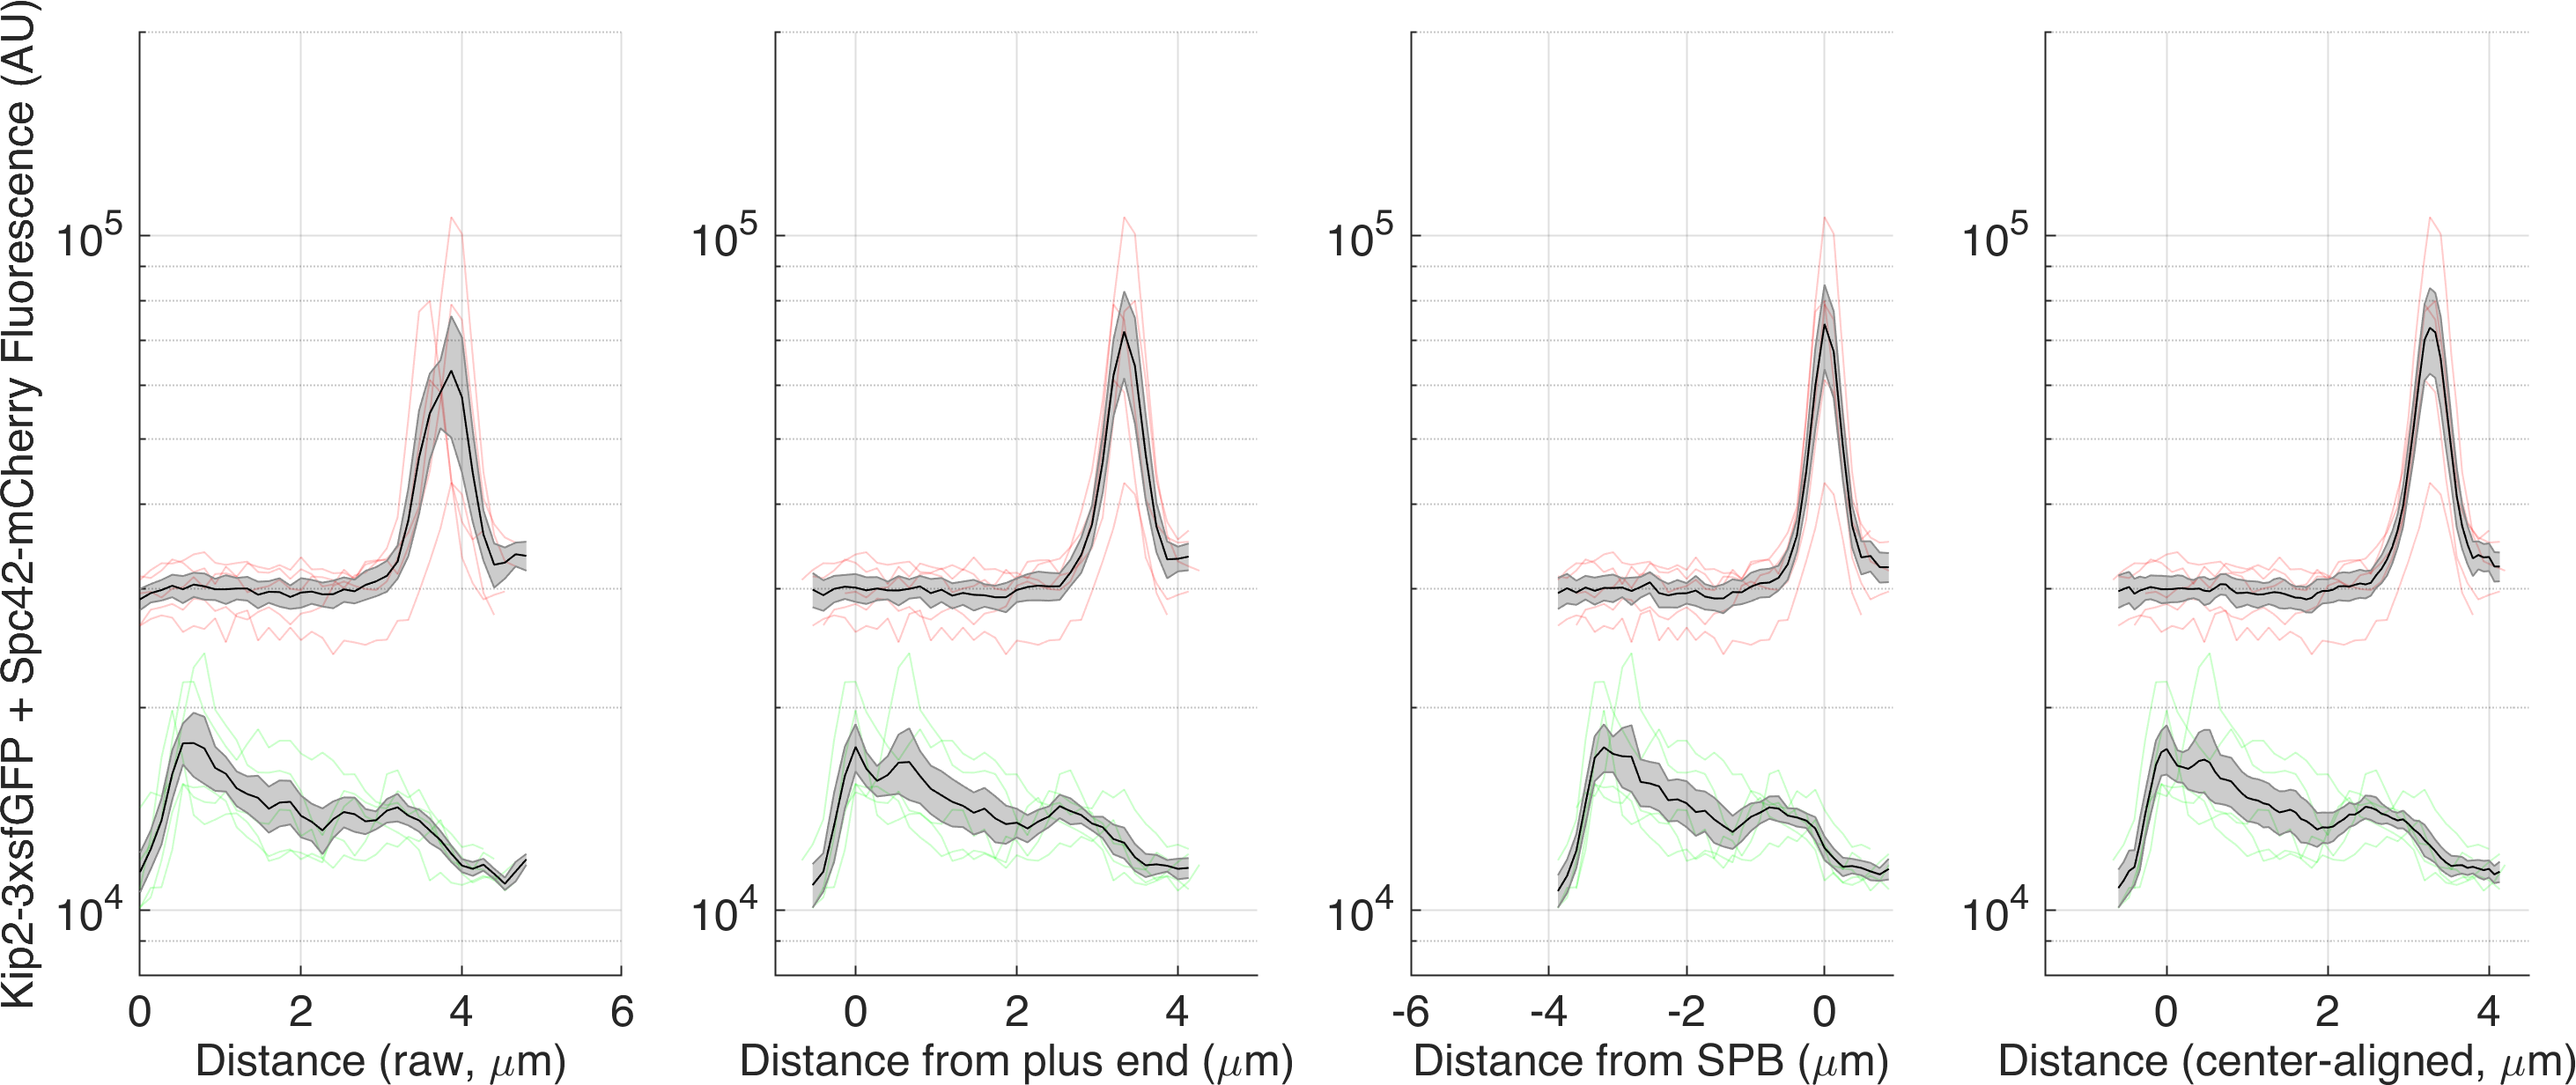 Kip2-3xsfGFP + Spc42-mCherry Fluorescence (AU)
10^5
10^4
0 2 4 6
Distance (raw, μm)
10^5
10^4
0 2 4
Distance from plus end (μm)
10^5
10^4
-6 -4 -2 0
Distance from SPB (μm)
10^5
10^4
0 2 4
Distance (center-aligned, μm)